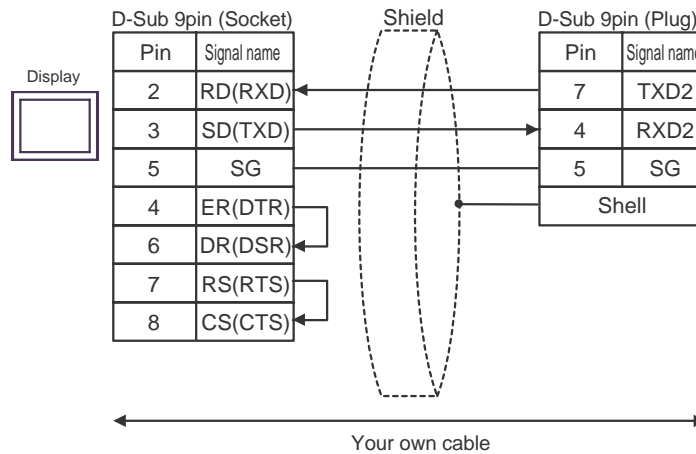 D-Sub 9pin (Socket) Shield D-Sub 9pin (Plug)
Pin Signal name Pin Signal name
Display
2 RD(RXD) 7 TXD2
3 SD(TXD) 4 RXD2
5 SG 5 SG
4 ER(DTR) Shell
6 DR(DSR)
7 RS(RTS)
8 CS(CTS)
Your own cable